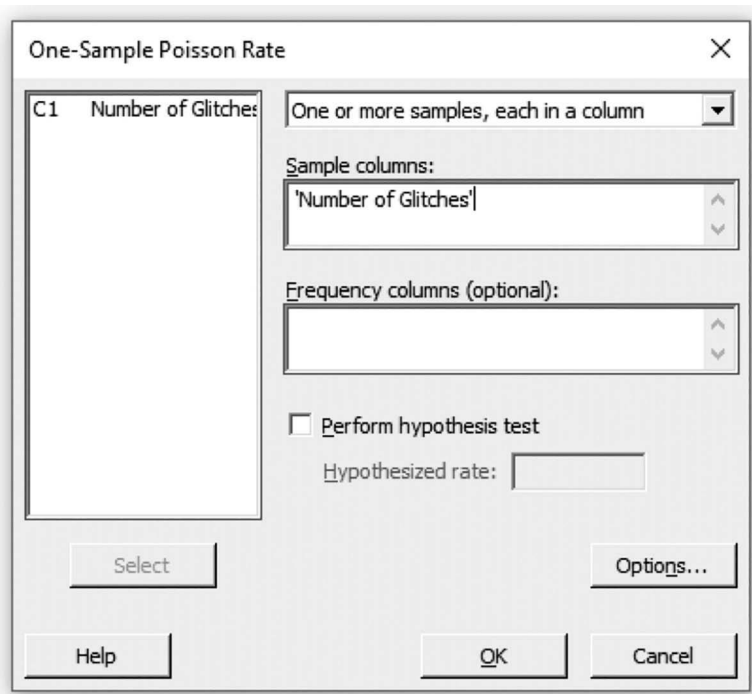 One-Sample Poisson Rate
C1 Number of Glitches
One or more samples, each in a column
Sample columns:
'Number of Glitches'
Frequency columns (optional):
Perform hypothesis test
Hypothesized rate:
Select
Options...
Help
OK
Cancel